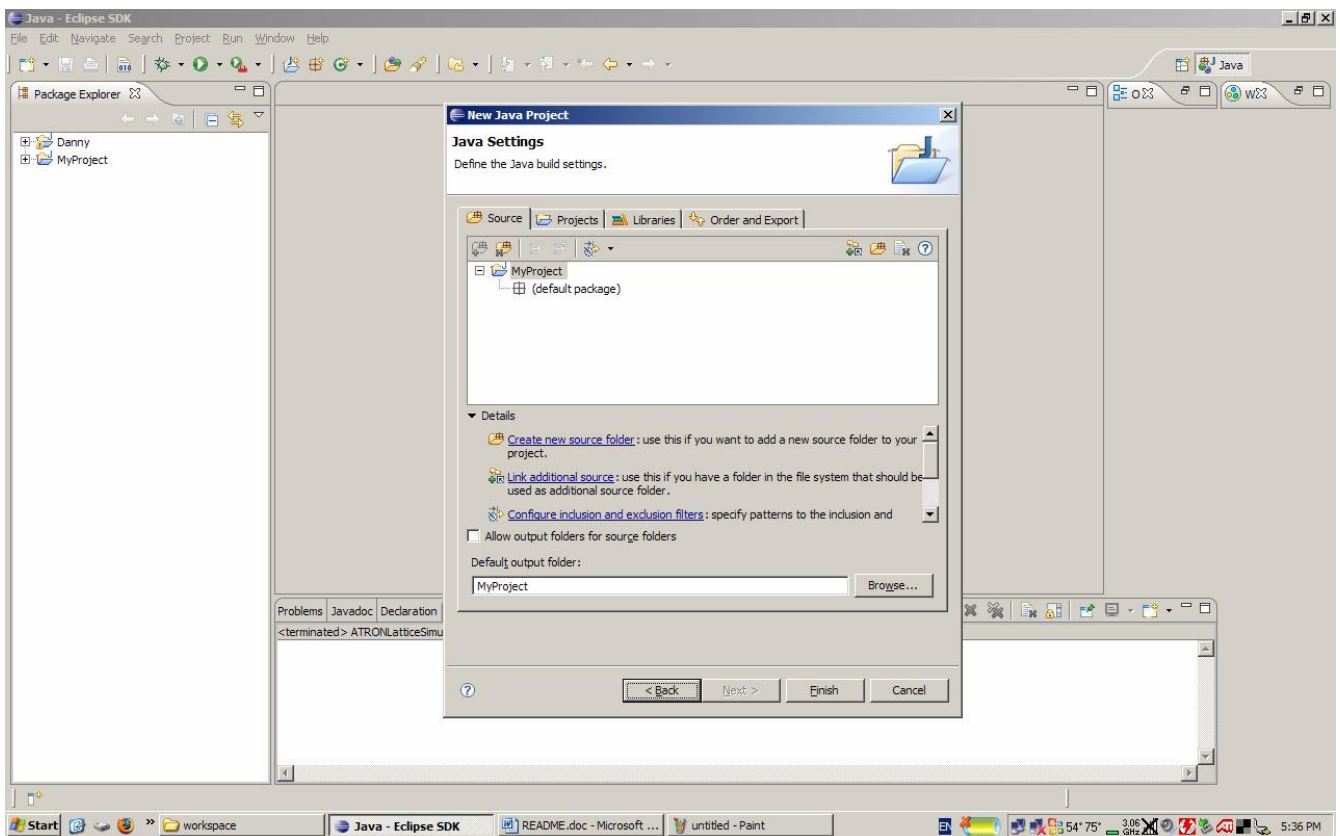 Java - Eclipse SDK
File Edit Navigate Search Project Run Window Help
Java
Package Explorer
Danny
MyProject
New Java Project
Java Settings
Define the Java build settings.
Source Projects Libraries Order and Export
MyProject
(default package)
Details
Create new source folder: use this if you want to add a new source folder to your
project.
Link additional source: use this if you have a folder in the file system that should be
used as additional source folder.
Configure inclusion and exclusion filters: specify patterns to the inclusion and
Allow output folders for source folders
Default output folder:
MyProject
Browse...
Problems Javadoc Declaration
<terminated> ATRONLatticeSimu
< Back Next > Finish Cancel
Start workspace Java - Eclipse SDK README.doc - Microsoft ... untitled - Paint EN 54° 75° 3.06 GHz 5:36 PM